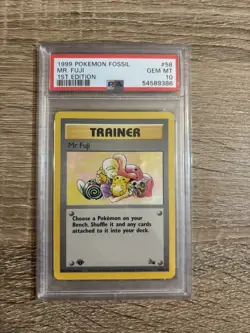 1999 POKEMON FOSSIL #58
MR. FUJI GEM MT
1ST EDITION 10
PSA 54589386
TRAINER
Mr. Fuji
Choose a Pokémon on your
Bench. Shuffle it and any cards
attached to it into your deck.